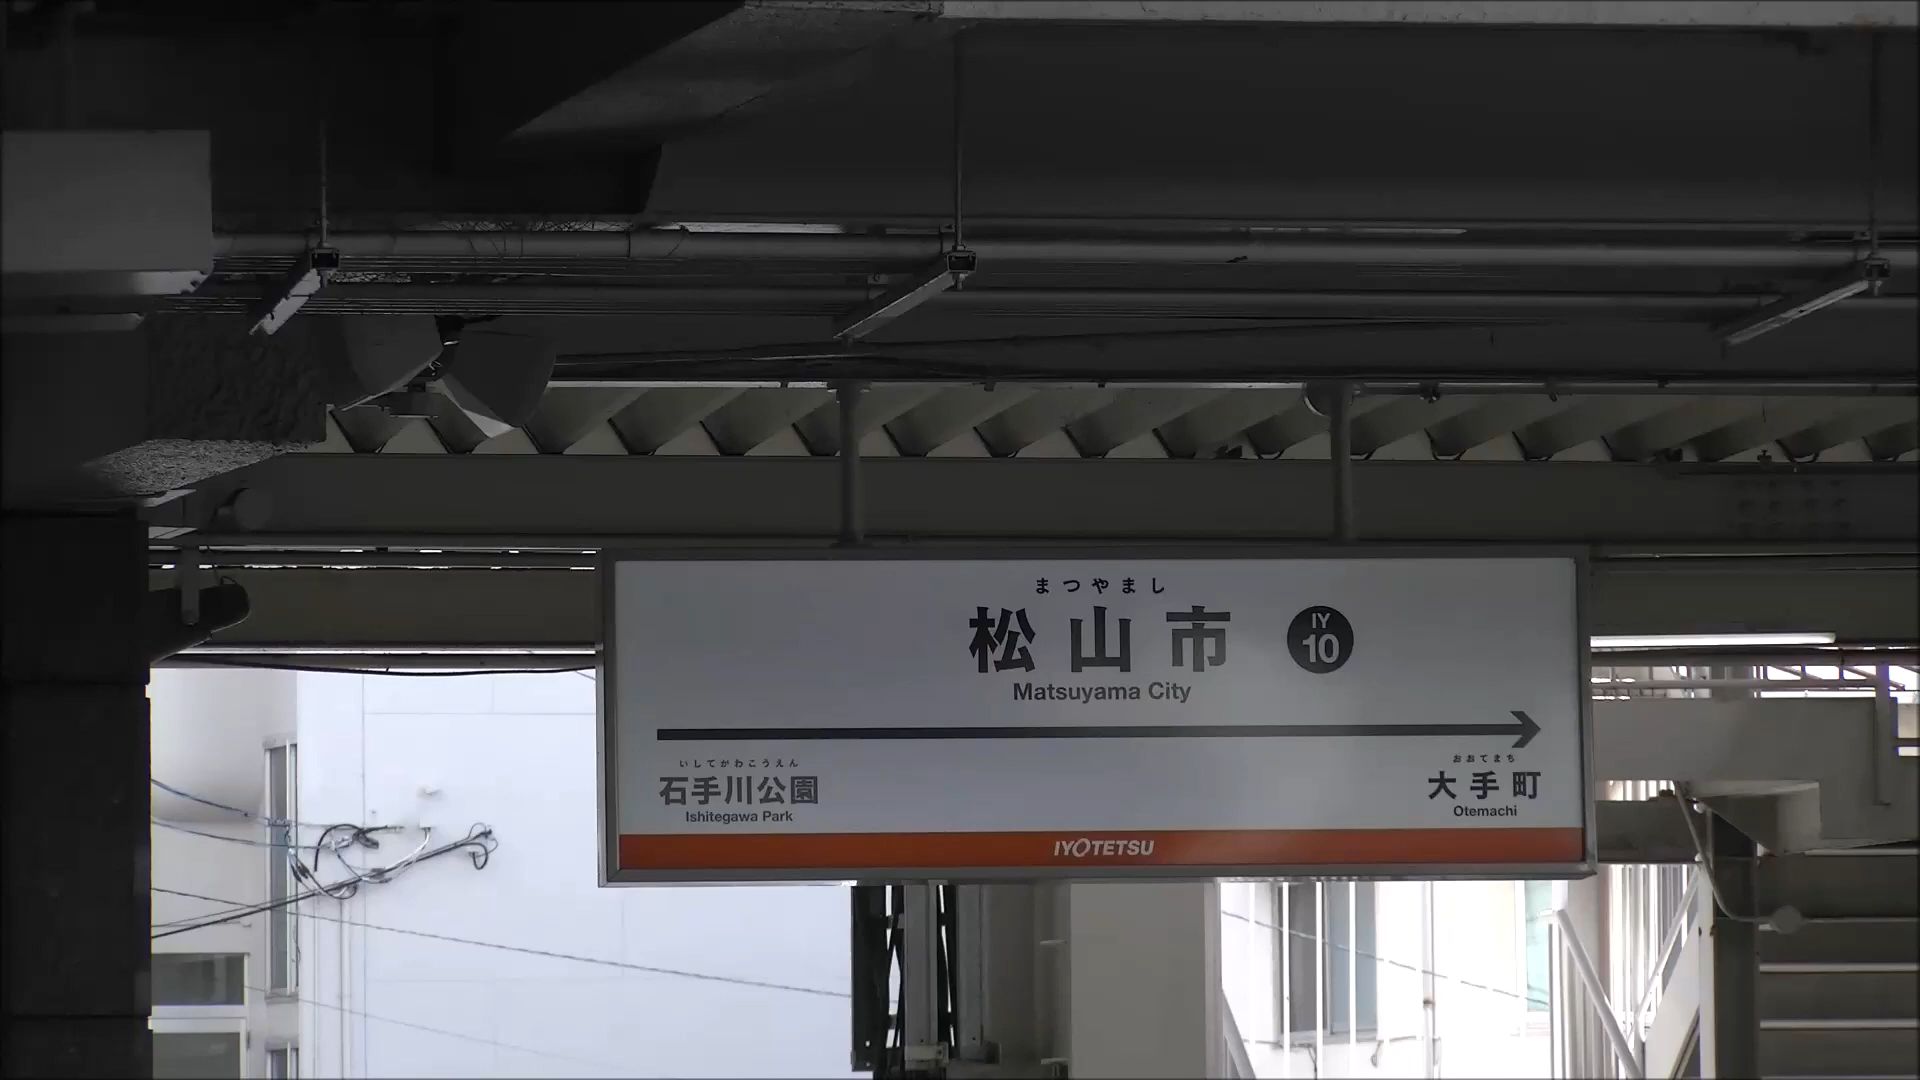 まつやまし
松山市
IY
10
Matsuyama City
いしてがわこうえん
石手川公園
Ishitegawa Park
おおてまち
大手町
Otemachi
IYOTETSU